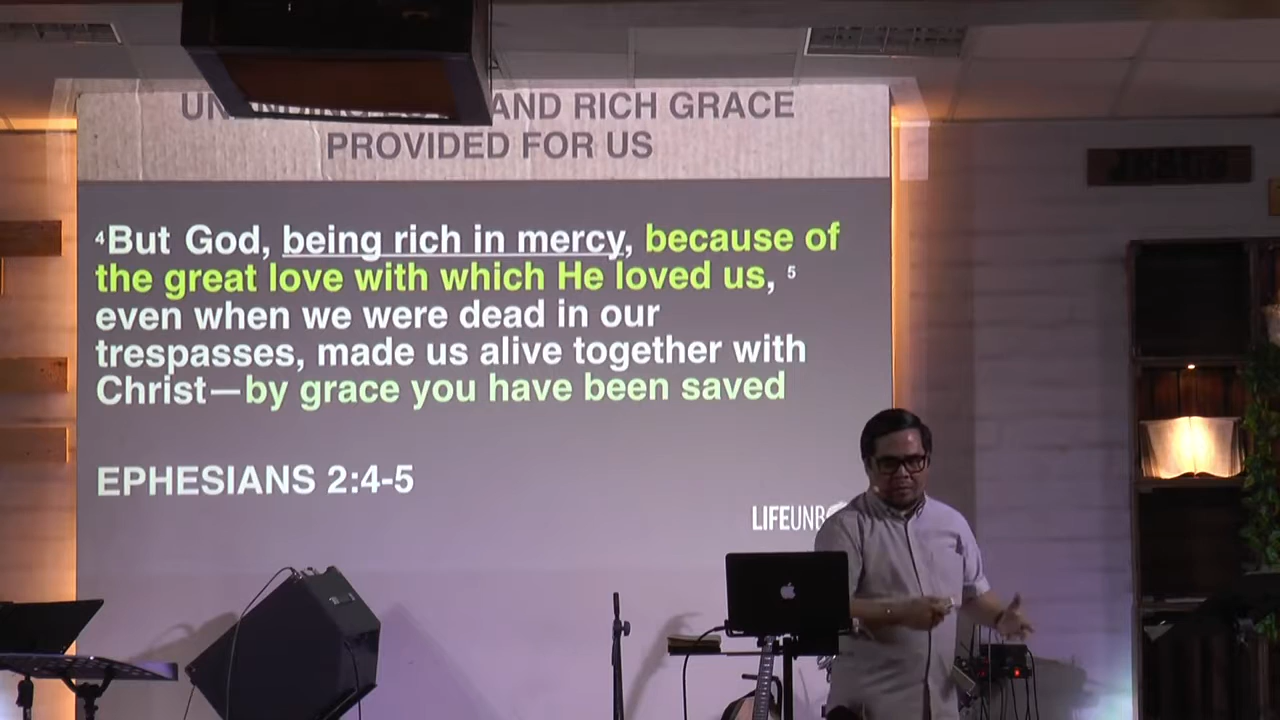 AND RICH GRACE
PROVIDED FOR US
⁴But God, being rich in mercy, because of
the great love with which He loved us, ⁵
even when we were dead in our
trespasses, made us alive together with
Christ—by grace you have been saved
EPHESIANS 2:4-5
LIFEUNB